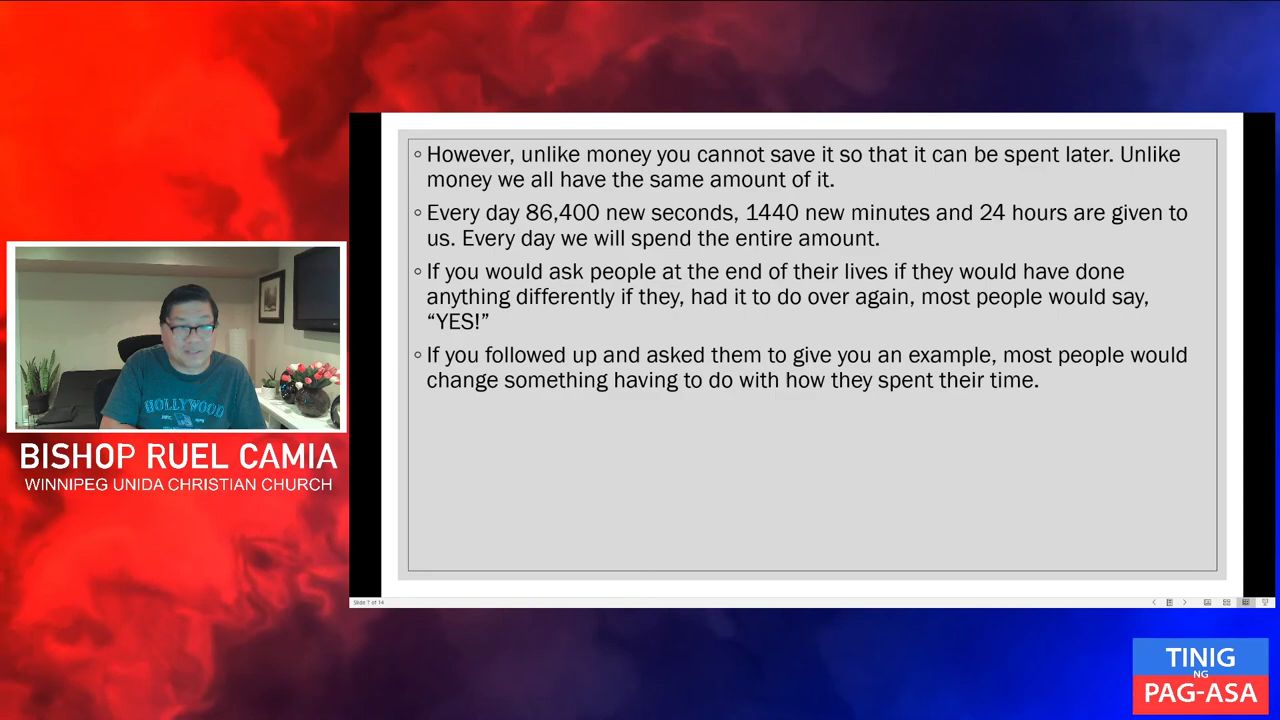 However, unlike money you cannot save it so that it can be spent later. Unlike
money we all have the same amount of it.
Every day 86,400 new seconds, 1440 new minutes and 24 hours are given to
us. Every day we will spend the entire amount.
If you would ask people at the end of their lives if they would have done
anything differently if they, had it to do over again, most people would say,
“YES!”
If you followed up and asked them to give you an example, most people would
change something having to do with how they spent their time.
HOLLYWOOD
BISHOP RUEL CAMIA
WINNIPEG UNIDA CHRISTIAN CHURCH
Slide 7 of 14
TINIG
NG
PAG-ASA